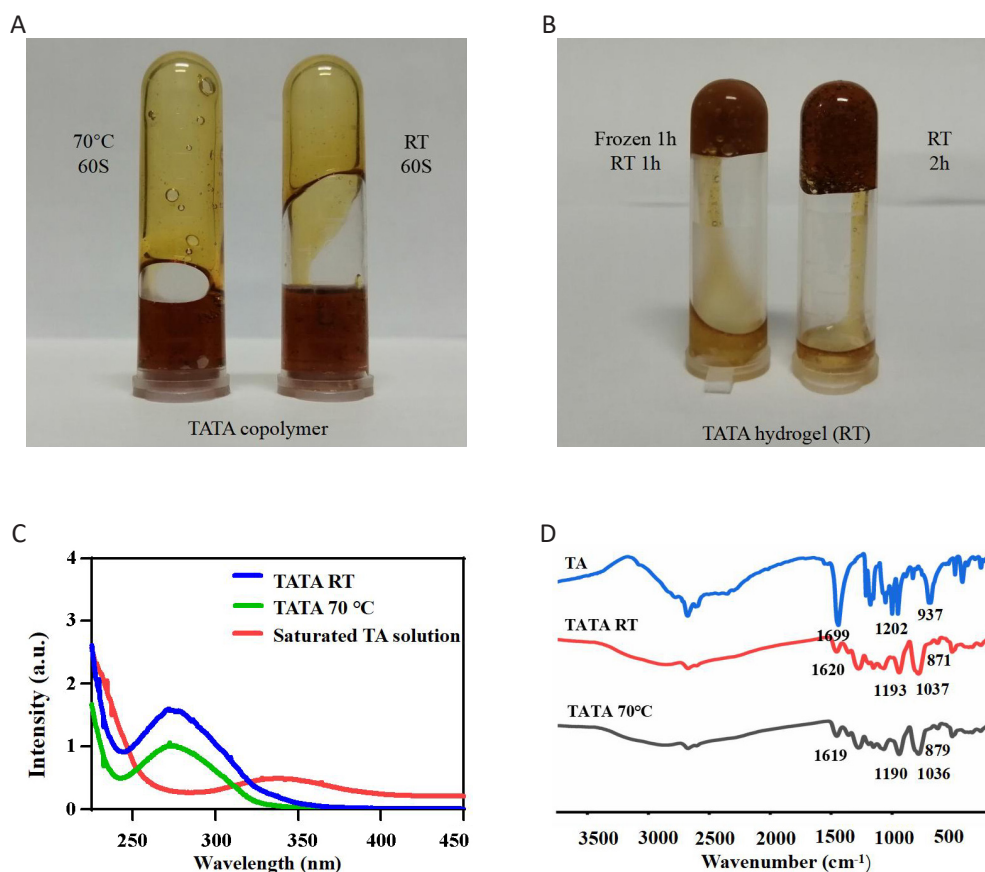 A
70°C
60S
RT
60S
TATA copolymer
B
Frozen 1h
RT 1h
RT
2h
TATA hydrogel (RT)
C
4
3
2
1
0
Intensity (a.u.)
TATA RT
TATA 70 °C
Saturated TA solution
250 300 350 400 450
Wavelength (nm)
D
TA
1699
1202
937
TATA RT
1620
1193
1037
871
TATA 70°C
1619
1190
1036
879
3500 3000 2500 2000 1500 1000 500
Wavenumber (cm⁻¹)